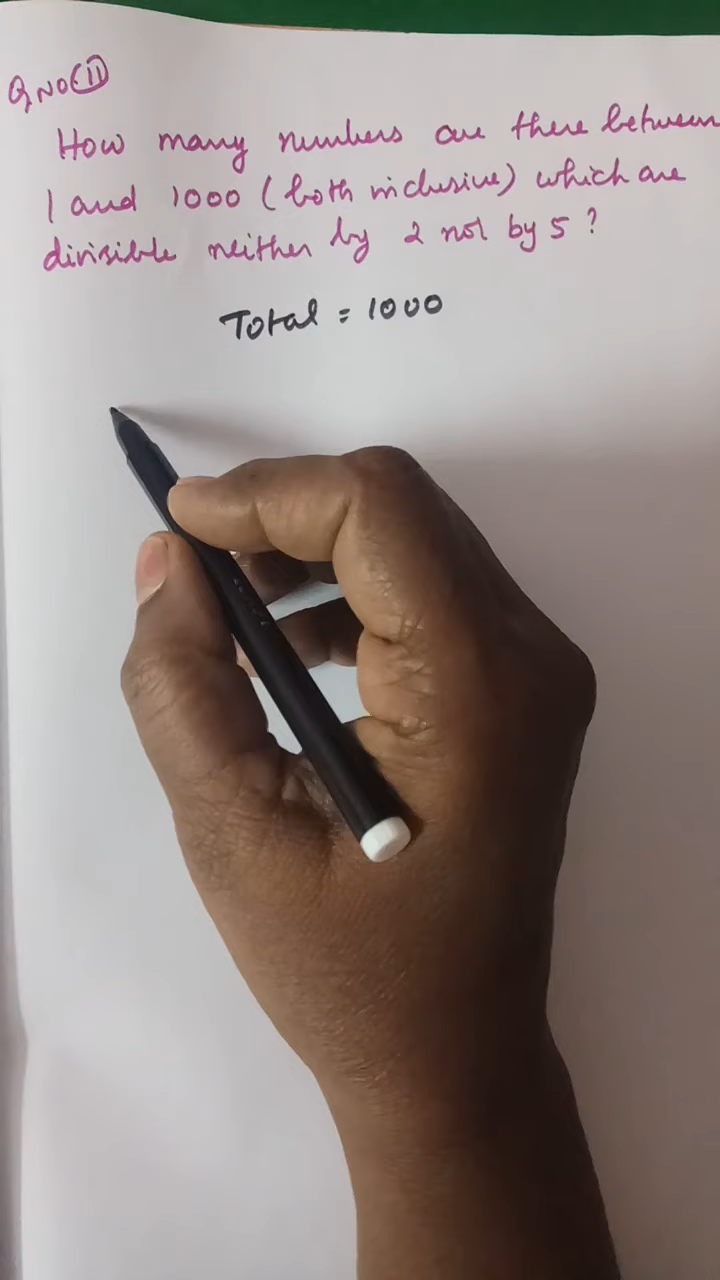 Q NO (11)
How many numbers are there between
1 and 1000 (both inclusive) which are
divisible neither by 2 not by 5 ?
Total = 1000